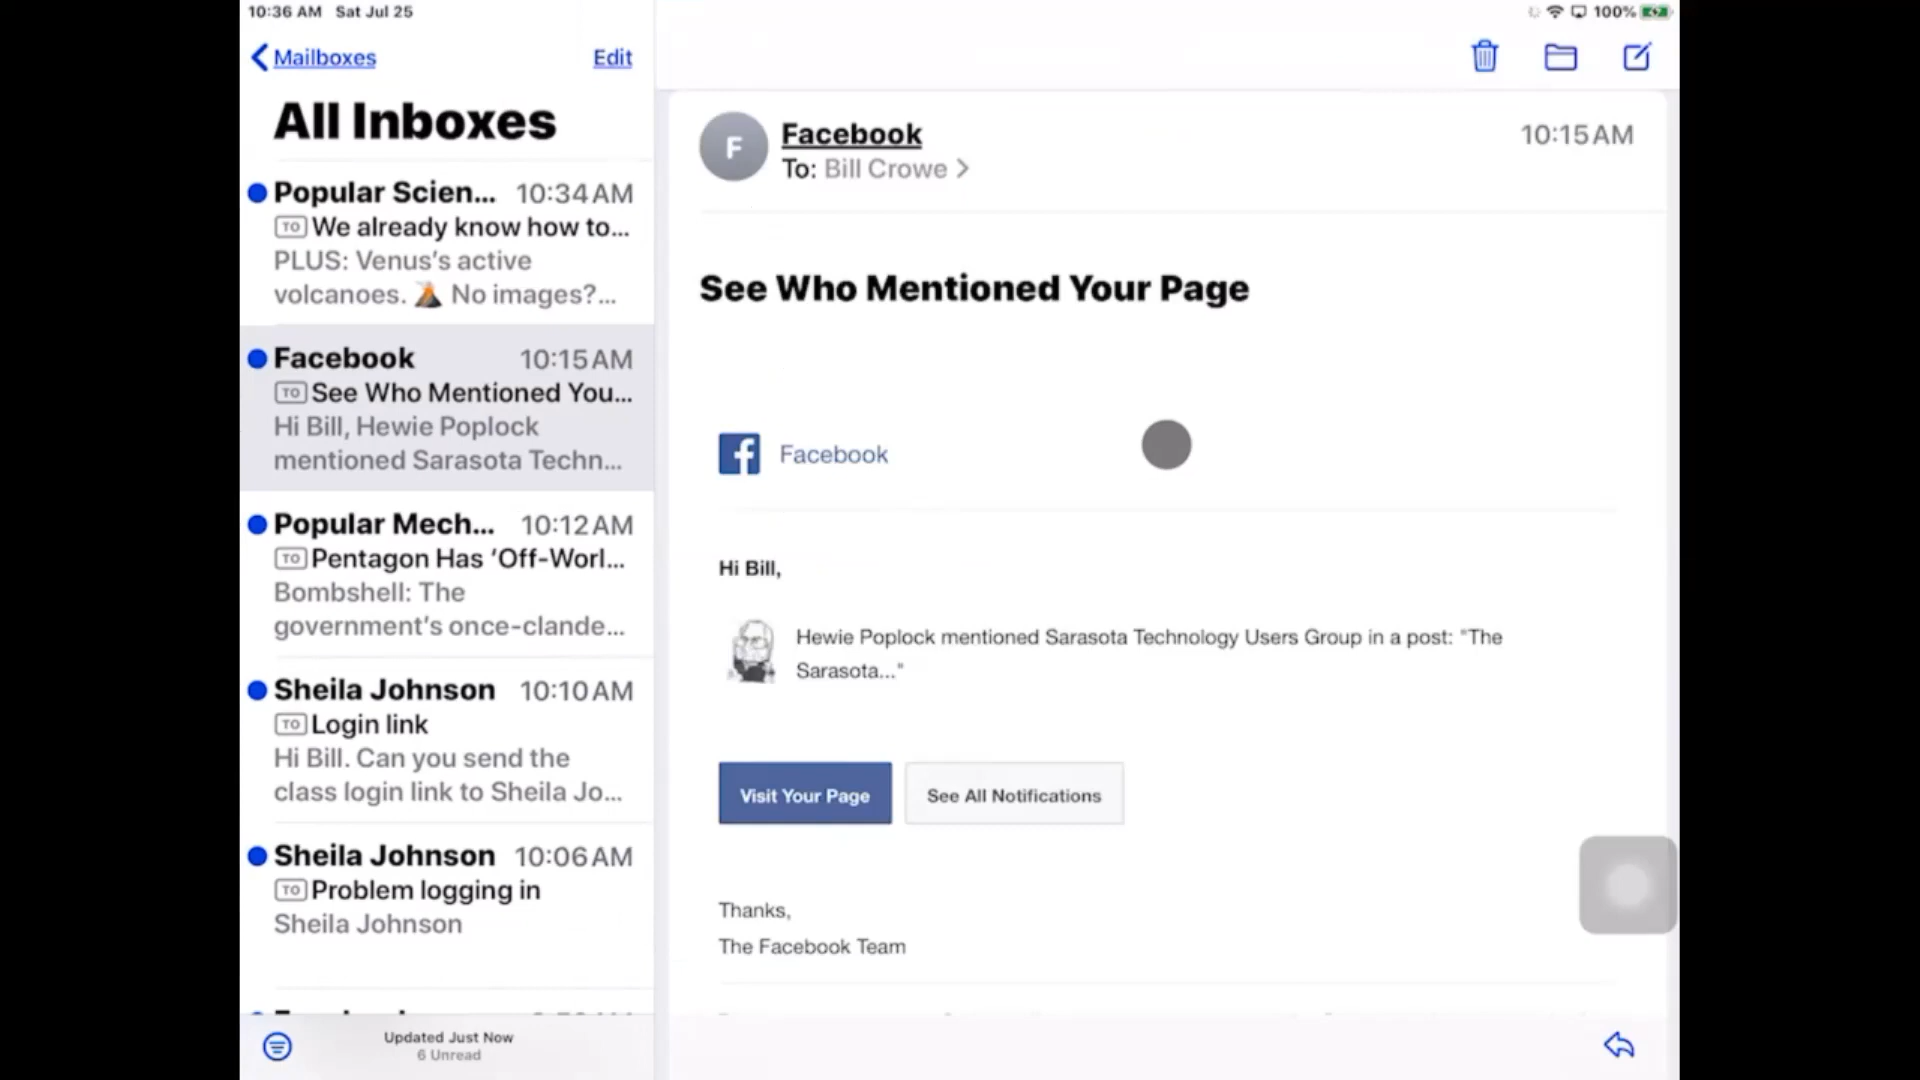 10:36 AM Sat Jul 25
100%
Mailboxes
Edit
All Inboxes
Popular Scien... 10:34 AM
TO We already know how to...
PLUS: Venus's active
volcanoes. 🌋 No images?...
Facebook 10:15 AM
TO See Who Mentioned You...
Hi Bill, Hewie Poplock
mentioned Sarasota Techn...
Popular Mech... 10:12 AM
TO Pentagon Has ‘Off-Worl...
Bombshell: The
government's once-clande...
Sheila Johnson 10:10 AM
TO Login link
Hi Bill. Can you send the
class login link to Sheila Jo...
Sheila Johnson 10:06 AM
TO Problem logging in
Sheila Johnson
Updated Just Now
6 Unread
F
Facebook
10:15 AM
To: Bill Crowe >
See Who Mentioned Your Page
f Facebook
Hi Bill,
Hewie Poplock mentioned Sarasota Technology Users Group in a post: "The
Sarasota..."
Visit Your Page
See All Notifications
Thanks,
The Facebook Team